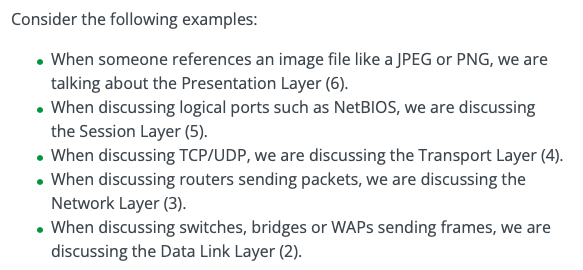 Consider the following examples:
• When someone references an image file like a JPEG or PNG, we are
talking about the Presentation Layer (6).
• When discussing logical ports such as NetBIOS, we are discussing
the Session Layer (5).
• When discussing TCP/UDP, we are discussing the Transport Layer (4).
• When discussing routers sending packets, we are discussing the
Network Layer (3).
• When discussing switches, bridges or WAPs sending frames, we are
discussing the Data Link Layer (2).